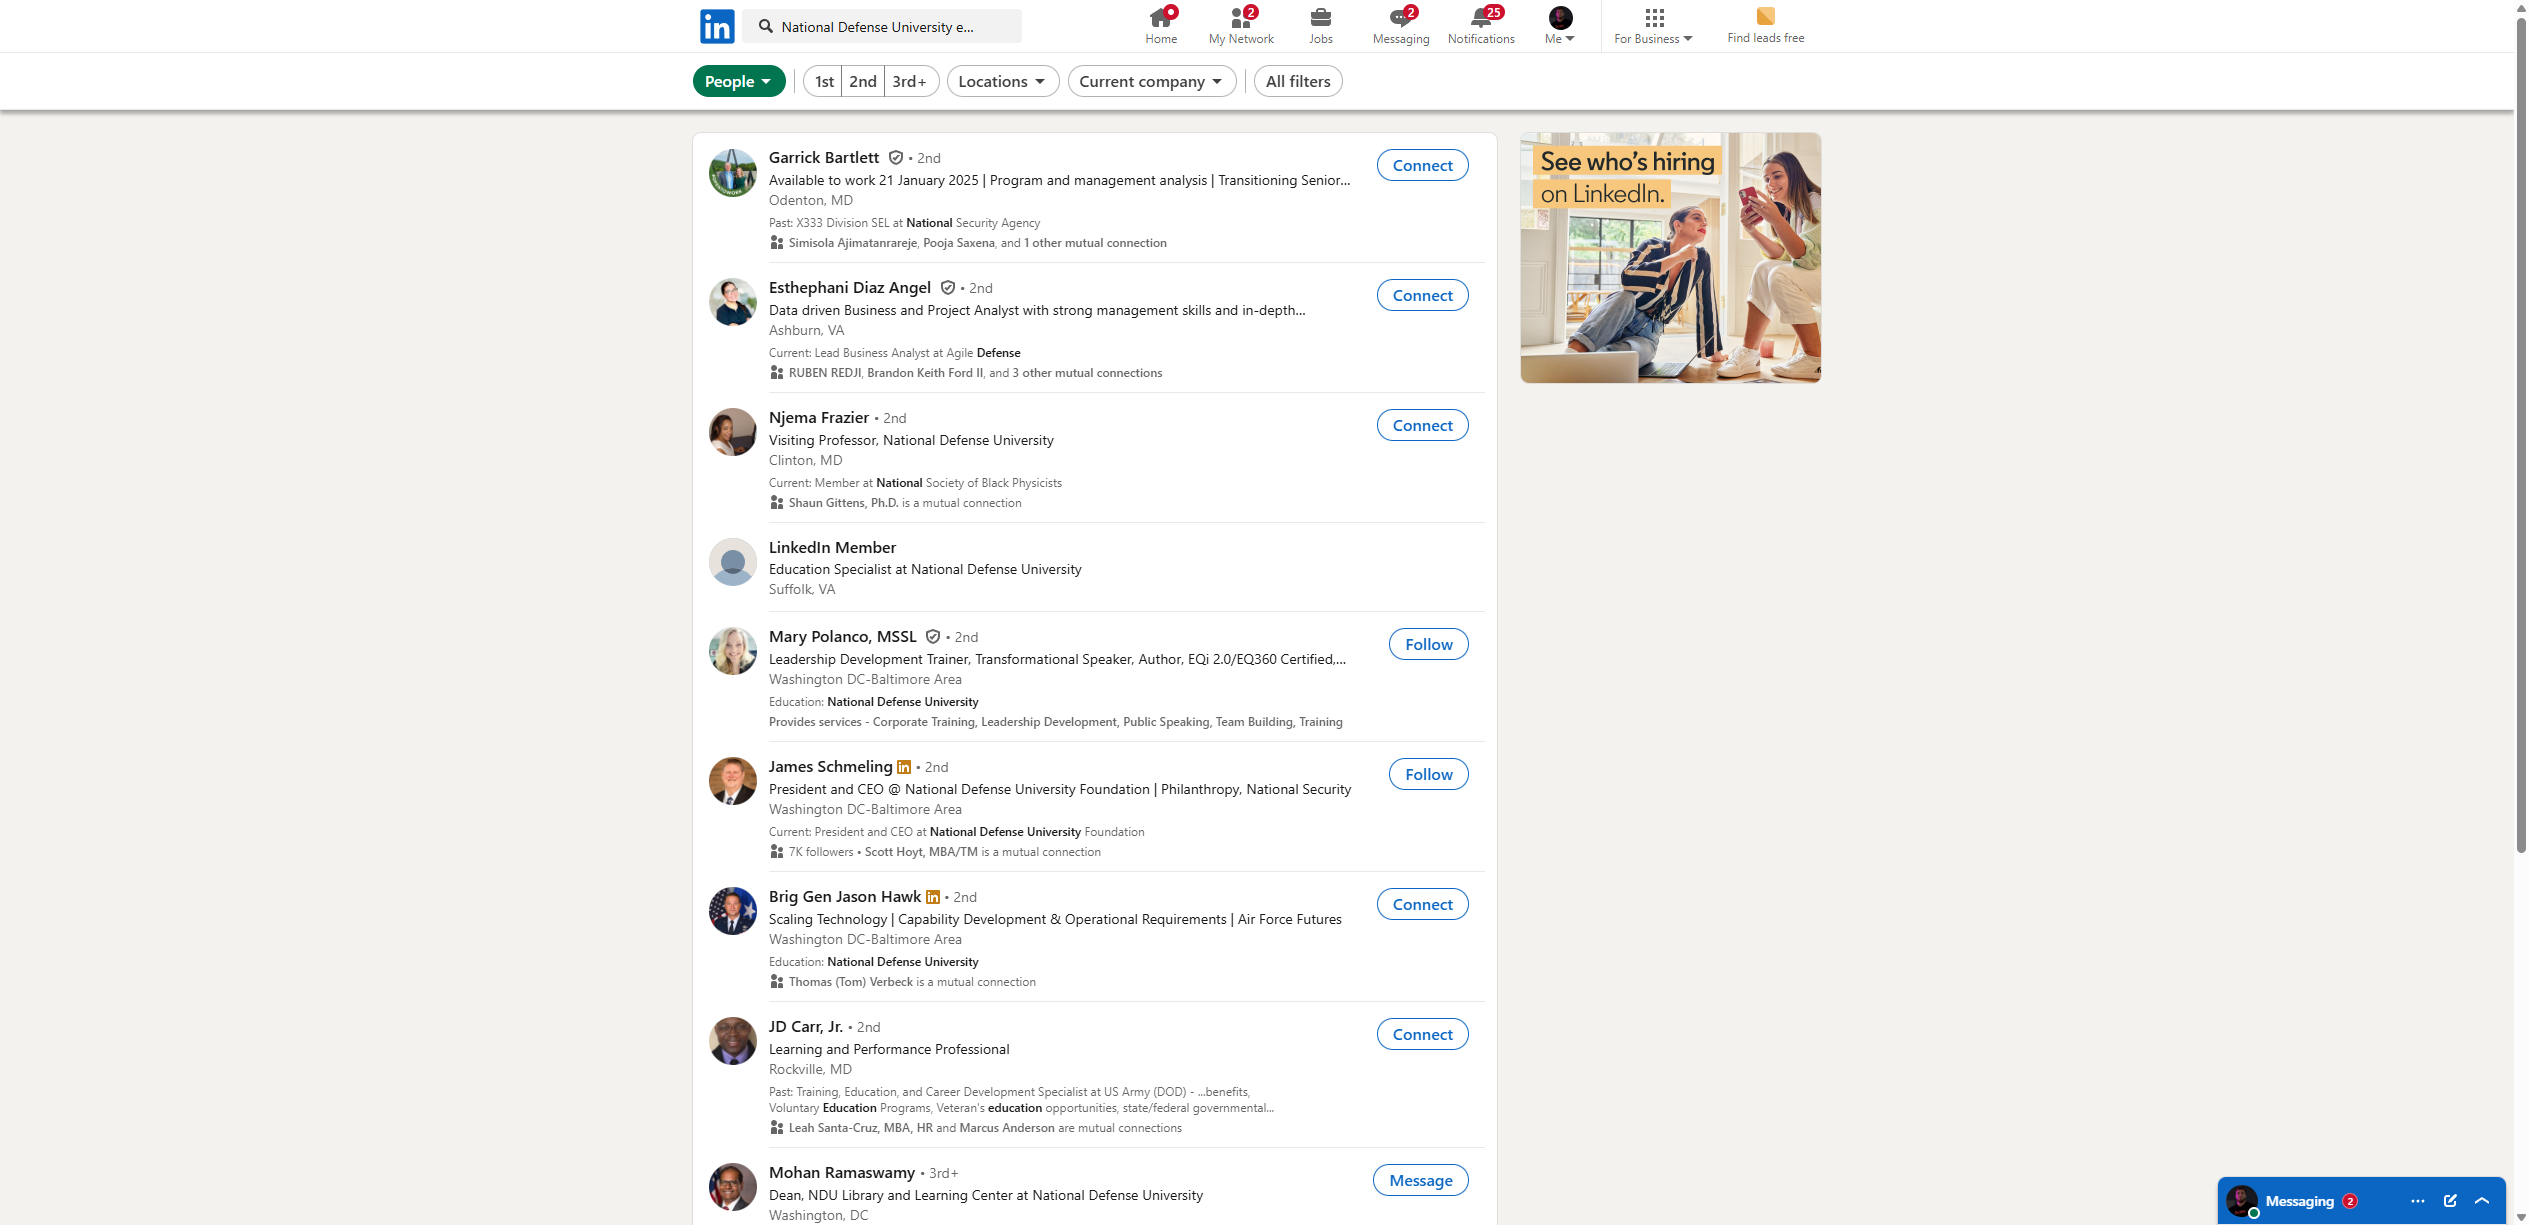 in
National Defense University e...
Home
2
My Network
Jobs
2
Messaging
25
Notifications
Me
For Business
Find leads free
People
1st
2nd
3rd+
Locations
Current company
All filters
Garrick Bartlett • 2nd
Available to work 21 January 2025 | Program and management analysis | Transitioning Senior...
Odenton, MD
Past: X333 Division SEL at National Security Agency
Simisola Ajimatanrareje, Pooja Saxena, and 1 other mutual connection
Connect
Esthephani Diaz Angel • 2nd
Data driven Business and Project Analyst with strong management skills and in-depth...
Ashburn, VA
Current: Lead Business Analyst at Agile Defense
RUBEN REDJI, Brandon Keith Ford II, and 3 other mutual connections
Connect
Njema Frazier • 2nd
Visiting Professor, National Defense University
Clinton, MD
Current: Member at National Society of Black Physicists
Shaun Gittens, Ph.D. is a mutual connection
Connect
LinkedIn Member
Education Specialist at National Defense University
Suffolk, VA
Mary Polanco, MSSL • 2nd
Leadership Development Trainer, Transformational Speaker, Author, EQi 2.0/EQ360 Certified,...
Washington DC-Baltimore Area
Education: National Defense University
Provides services - Corporate Training, Leadership Development, Public Speaking, Team Building, Training
Follow
James Schmeling in • 2nd
President and CEO @ National Defense University Foundation | Philanthropy, National Security
Washington DC-Baltimore Area
Current: President and CEO at National Defense University Foundation
7K followers • Scott Hoyt, MBA/TM is a mutual connection
Follow
Brig Gen Jason Hawk in • 2nd
Scaling Technology | Capability Development & Operational Requirements | Air Force Futures
Washington DC-Baltimore Area
Education: National Defense University
Thomas (Tom) Verbeck is a mutual connection
Connect
JD Carr, Jr. • 2nd
Learning and Performance Professional
Rockville, MD
Past: Training, Education, and Career Development Specialist at US Army (DOD) - ...benefits,
Voluntary Education Programs, Veteran's education opportunities, state/federal governmental...
Leah Santa-Cruz, MBA, HR and Marcus Anderson are mutual connections
Connect
Mohan Ramaswamy • 3rd+
Dean, NDU Library and Learning Center at National Defense University
Washington, DC
Message
See who's hiring
on LinkedIn.
Messaging 2